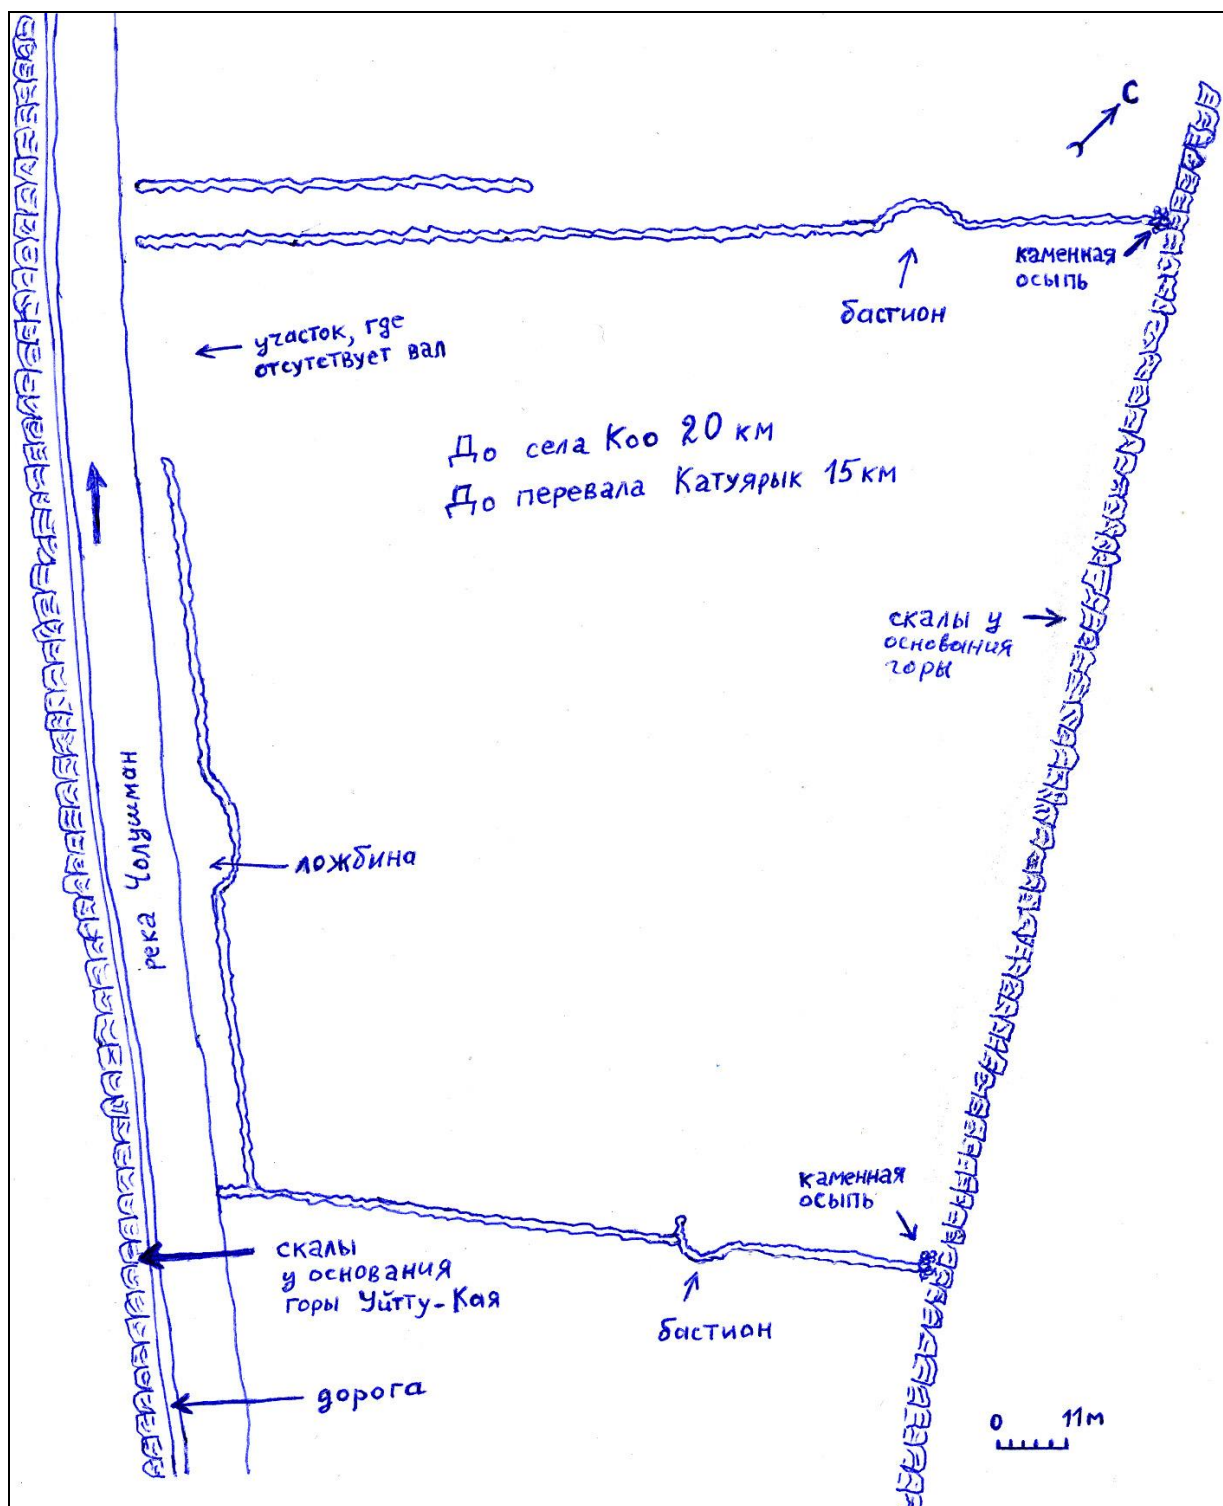 С
каменная
осыпь
бастион
участок, где
отсутствует вал
До села Коо 20 км
До перевала Катуярык 15 км
скалы у
основания
горы
река Чолушман
ложбина
каменная
осыпь
скалы
у основания
горы Уйтту-Кая
бастион
дорога
0 11м